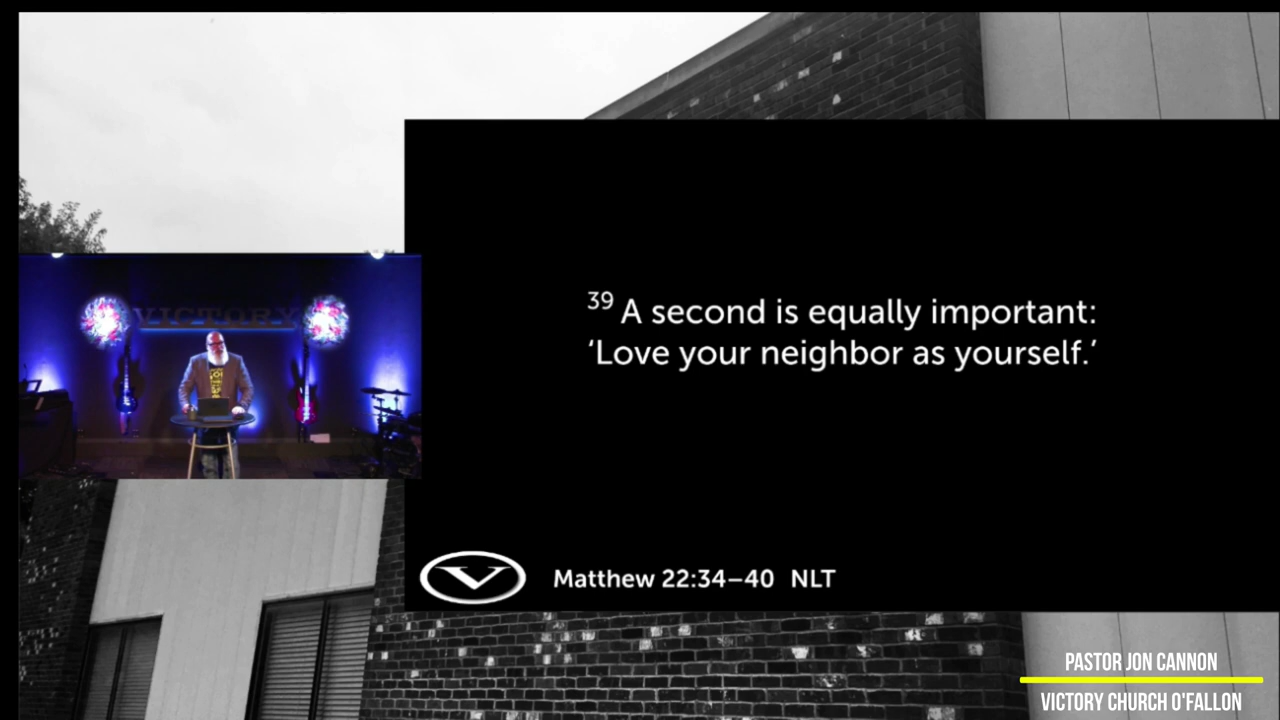 VICTORY
39 A second is equally important:
‘Love your neighbor as yourself.’
V
Matthew 22:34–40 NLT
PASTOR JON CANNON
VICTORY CHURCH O'FALLON